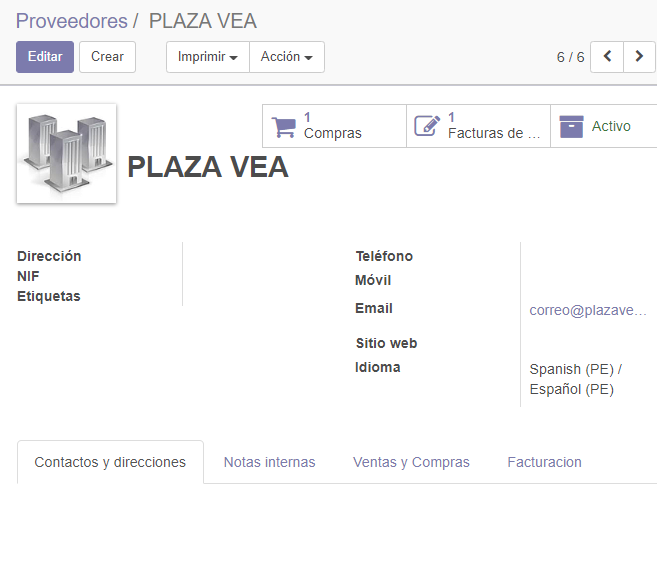 Proveedores / PLAZA VEA
Editar Crear Imprimir Acción 6 / 6
1
Compras
1
Facturas de ...
Activo
PLAZA VEA
Dirección
NIF
Etiquetas
Teléfono
Móvil
Email correo@plazave...
Sitio web
Idioma Spanish (PE) /
Español (PE)
Contactos y direcciones Notas internas Ventas y Compras Facturacion